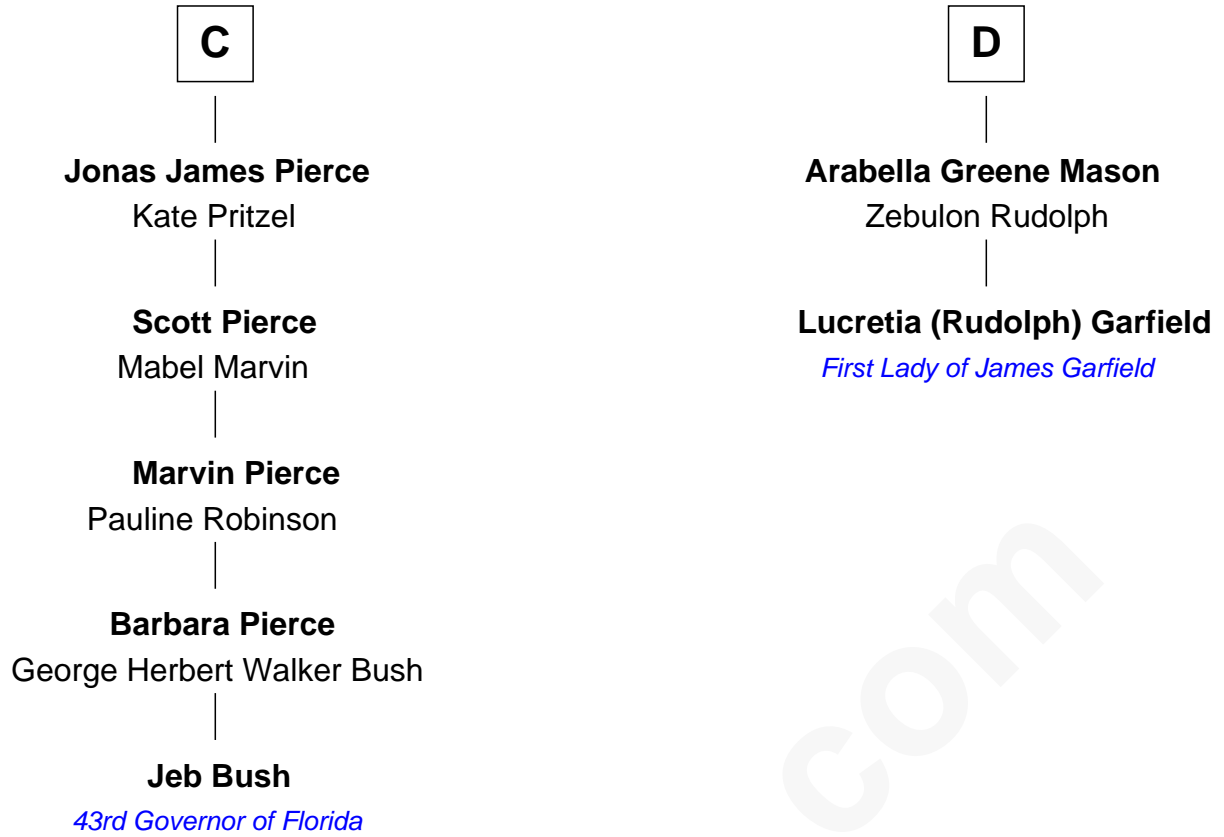 C
Jonas James Pierce
Kate Pritzel
Scott Pierce
Mabel Marvin
Marvin Pierce
Pauline Robinson
Barbara Pierce
George Herbert Walker Bush
Jeb Bush
43rd Governor of Florida
D
Arabella Greene Mason
Zebulon Rudolph
Lucretia (Rudolph) Garfield
First Lady of James Garfield
com